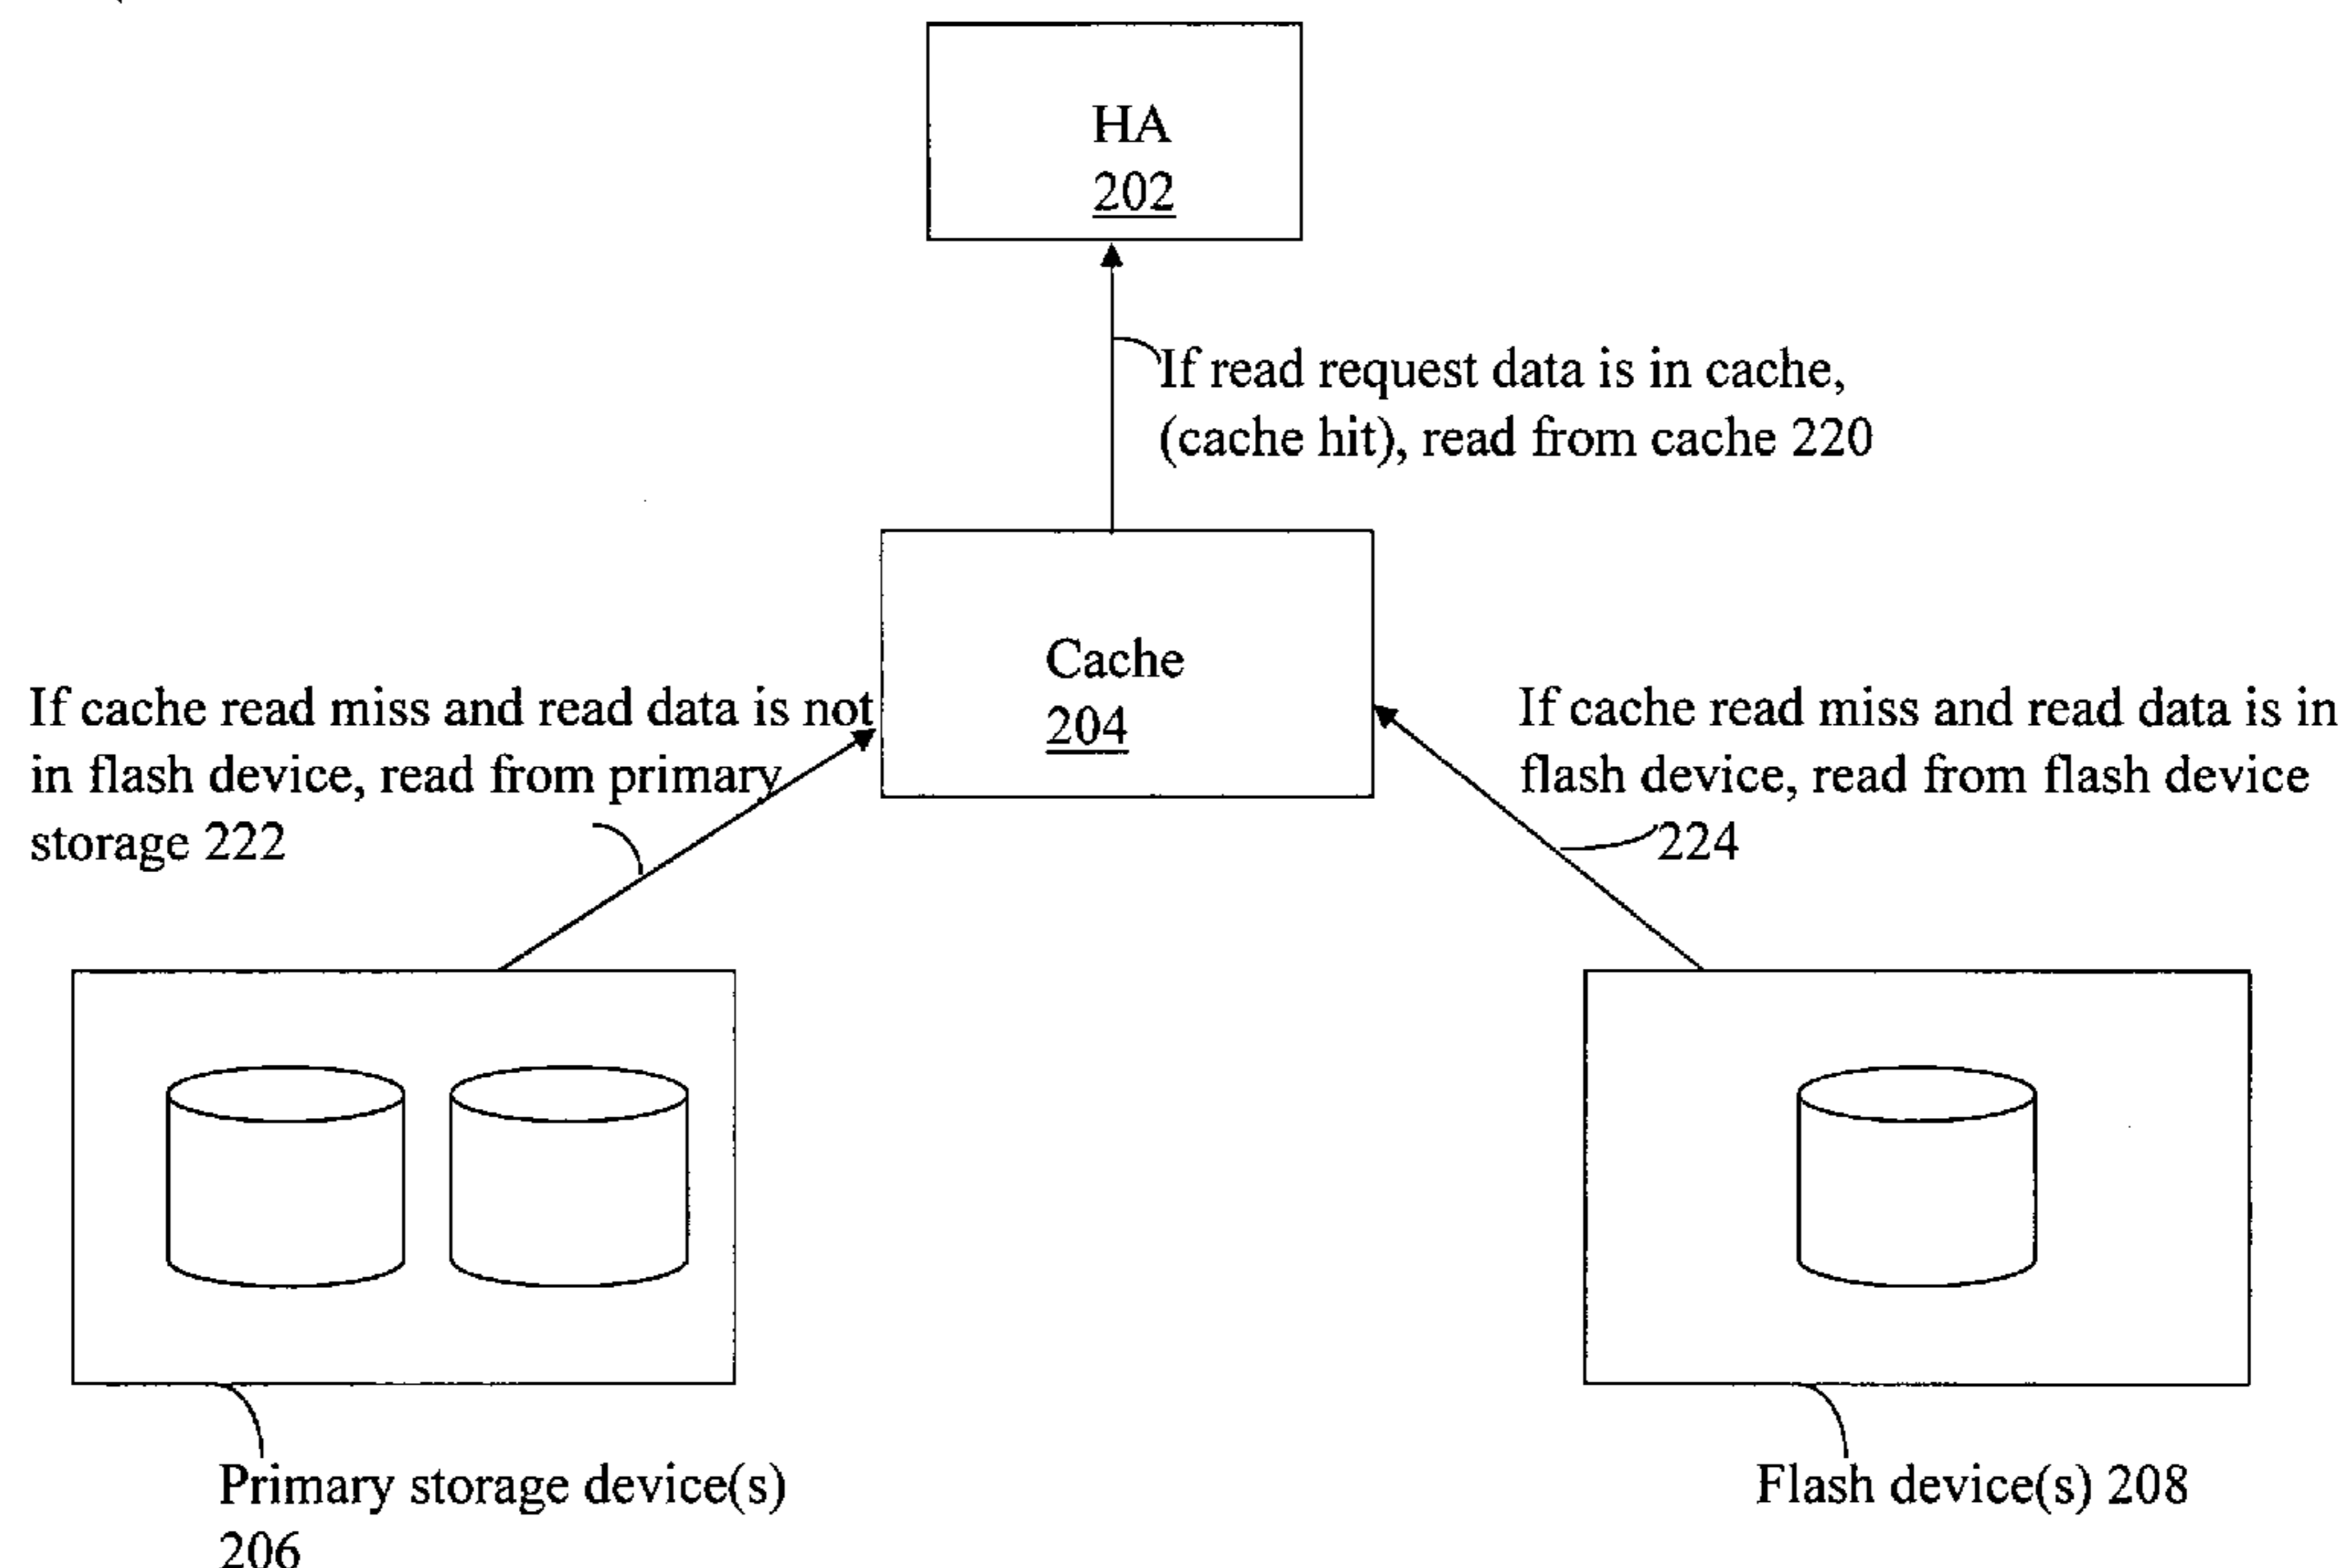 HA
202
If read request data is in cache,
(cache hit), read from cache 220
Cache
204
If cache read miss and read data is not
in flash device, read from primary
storage 222
If cache read miss and read data is in
flash device, read from flash device
224
Primary storage device(s)
206
Flash device(s) 208